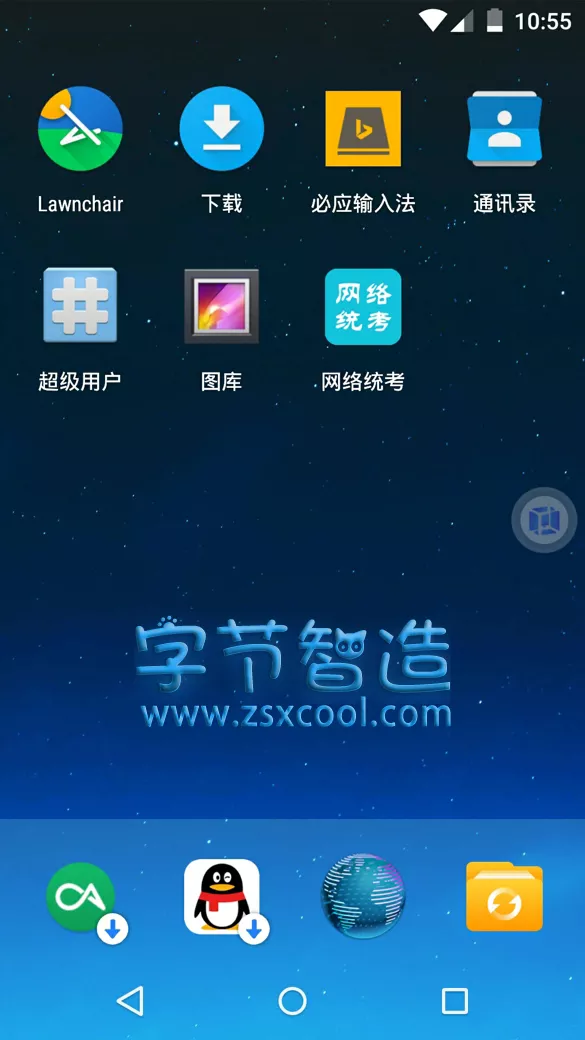 10:55
Lawnchair
下载
必应输入法
通讯录
网络
统考
超级用户
图库
网络统考
字节智造
www.zsxcool.com